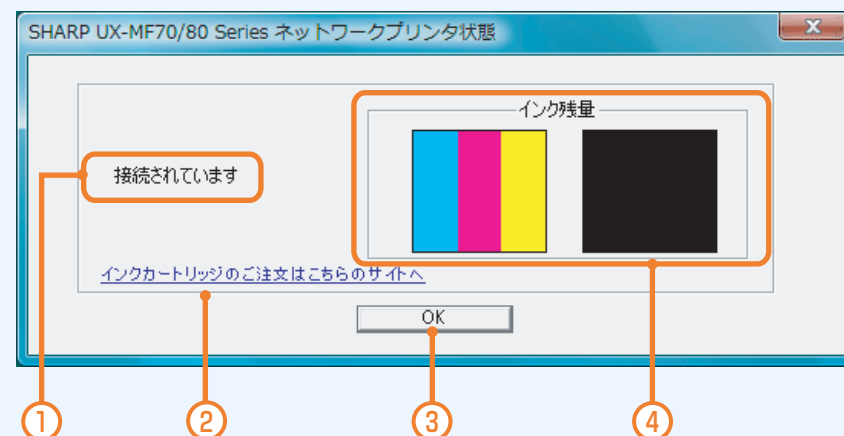 SHARP UX-MF70/80 Series ネットワークプリンタ状態
x
インク残量
接続されています
インクカートリッジのご注文はこちらのサイトへ
OK
1
2
3
4